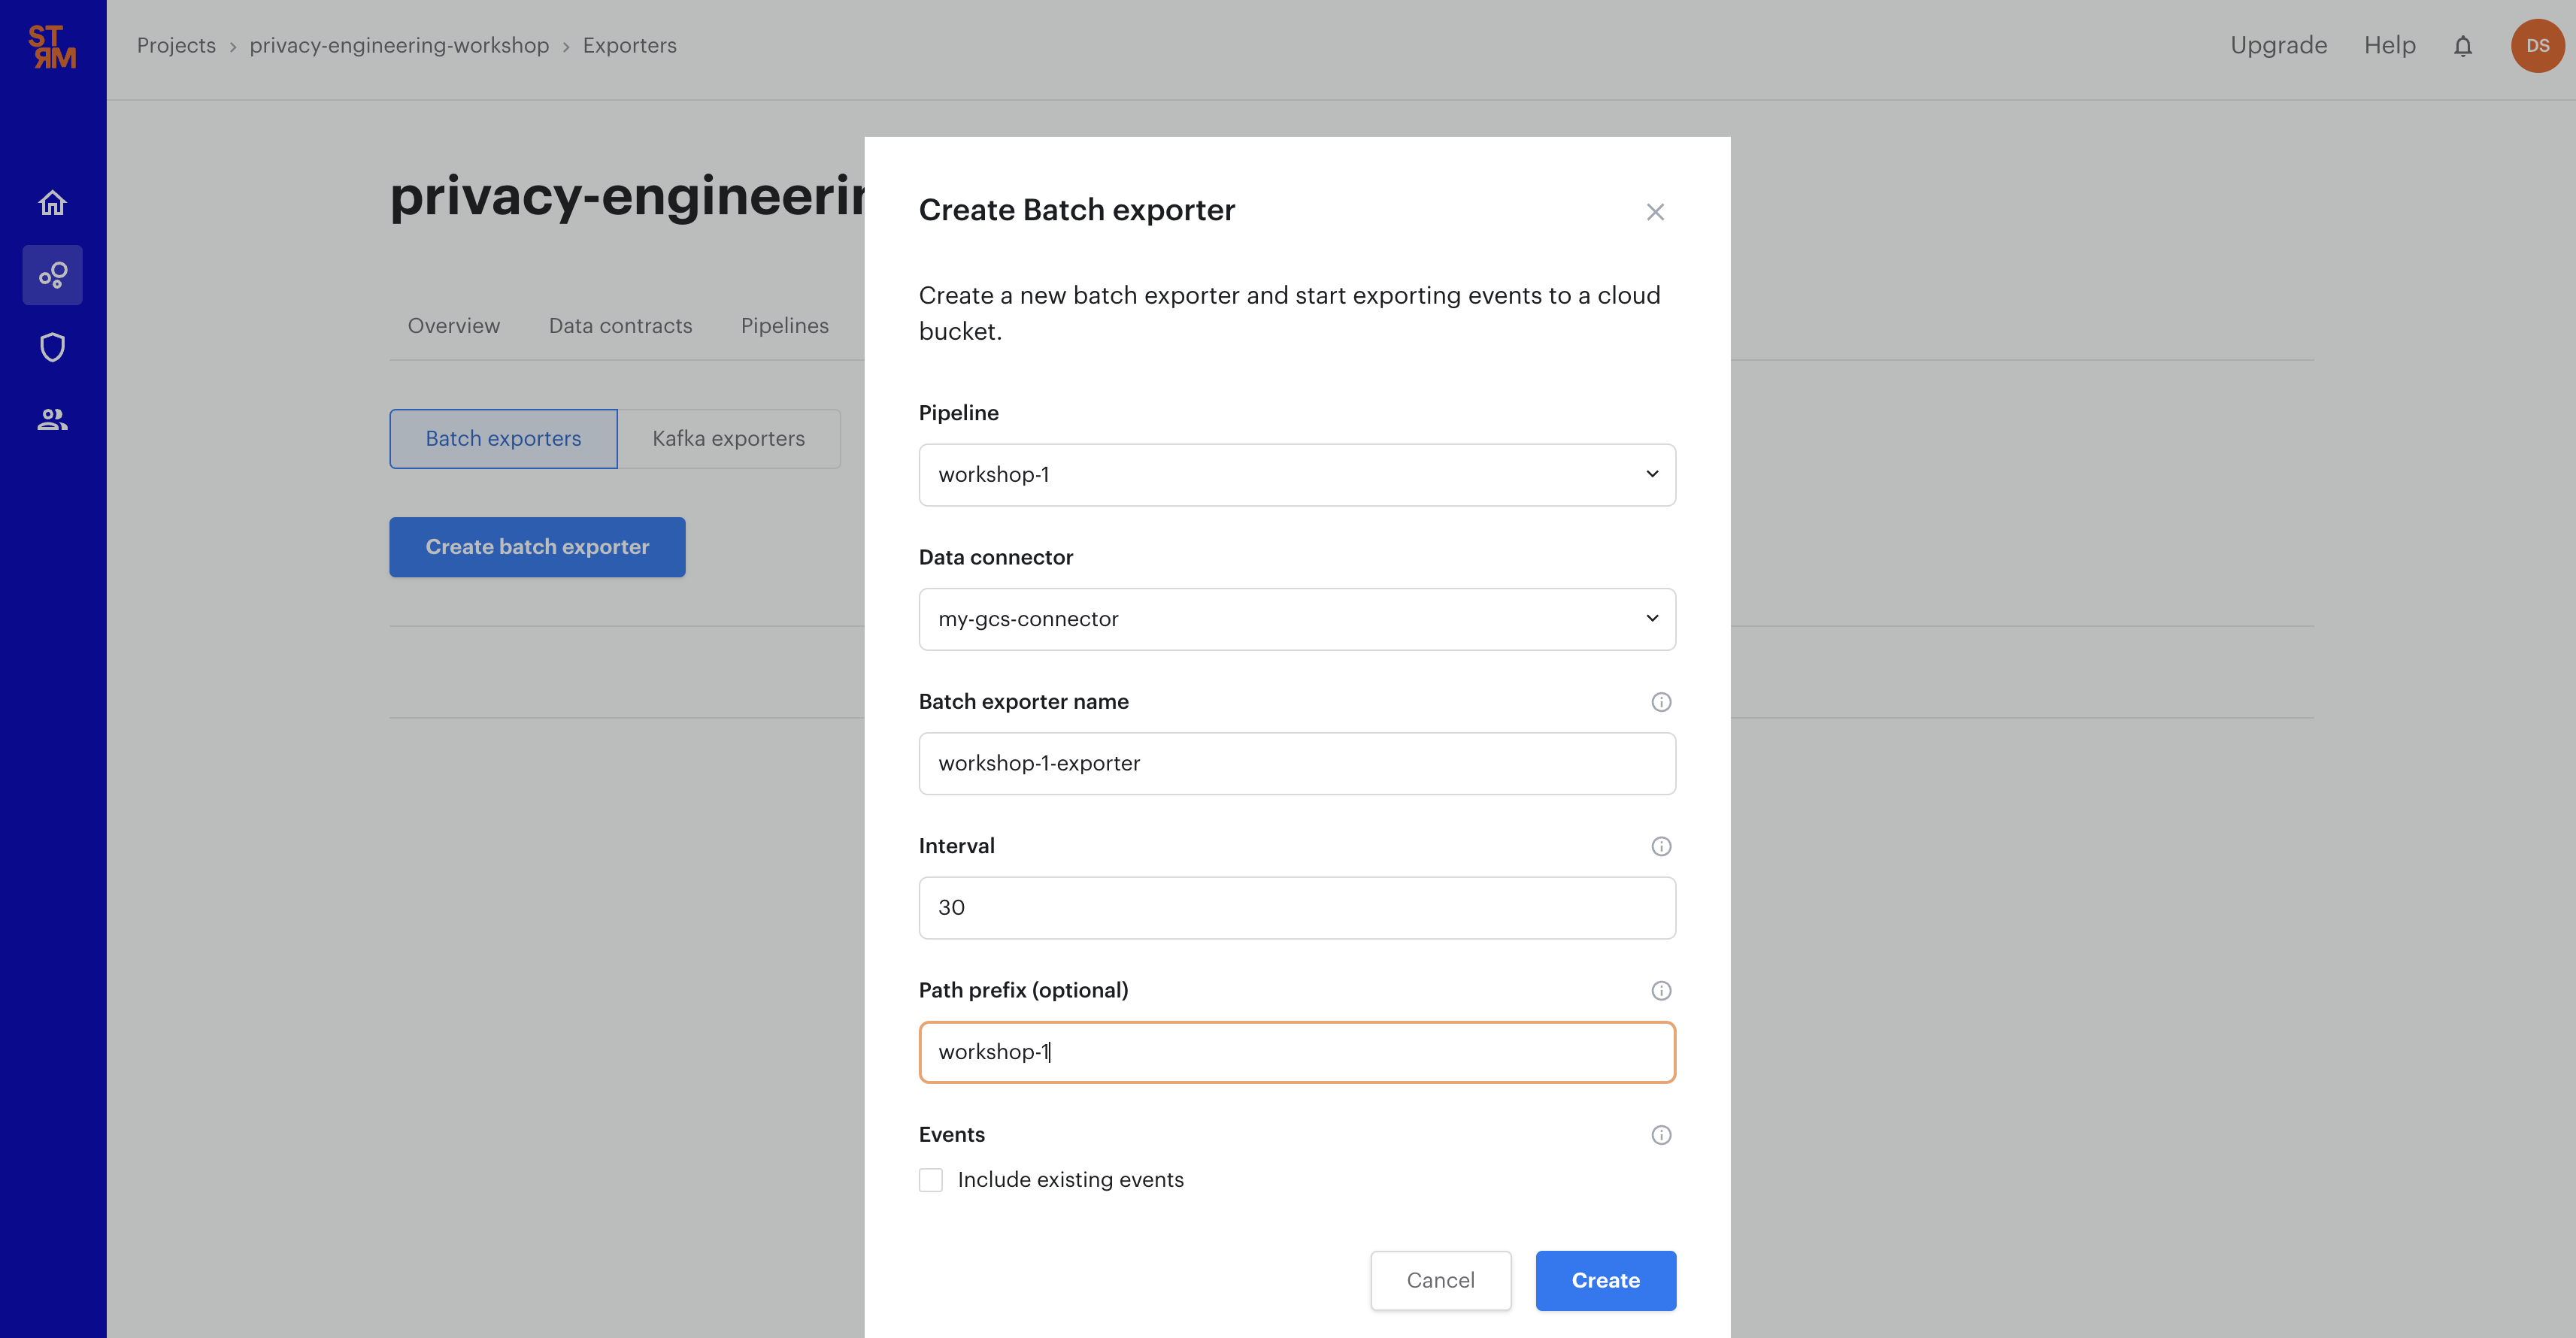 ST
RM
Projects > privacy-engineering-workshop > Exporters
Upgrade Help DS
privacy-engineerin
Overview Data contracts Pipelines
Batch exporters Kafka exporters
Create batch exporter
Create Batch exporter
Create a new batch exporter and start exporting events to a cloud
bucket.
Pipeline
workshop-1
Data connector
my-gcs-connector
Batch exporter name
workshop-1-exporter
Interval
30
Path prefix (optional)
workshop-1
Events
Include existing events
Cancel Create